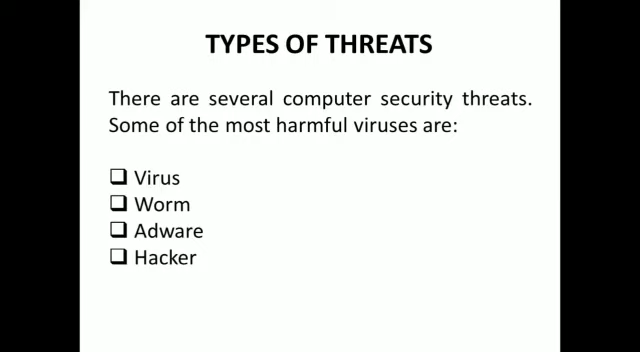 TYPES OF THREATS
There are several computer security threats.
Some of the most harmful viruses are:
❑ Virus
❑ Worm
❑ Adware
❑ Hacker